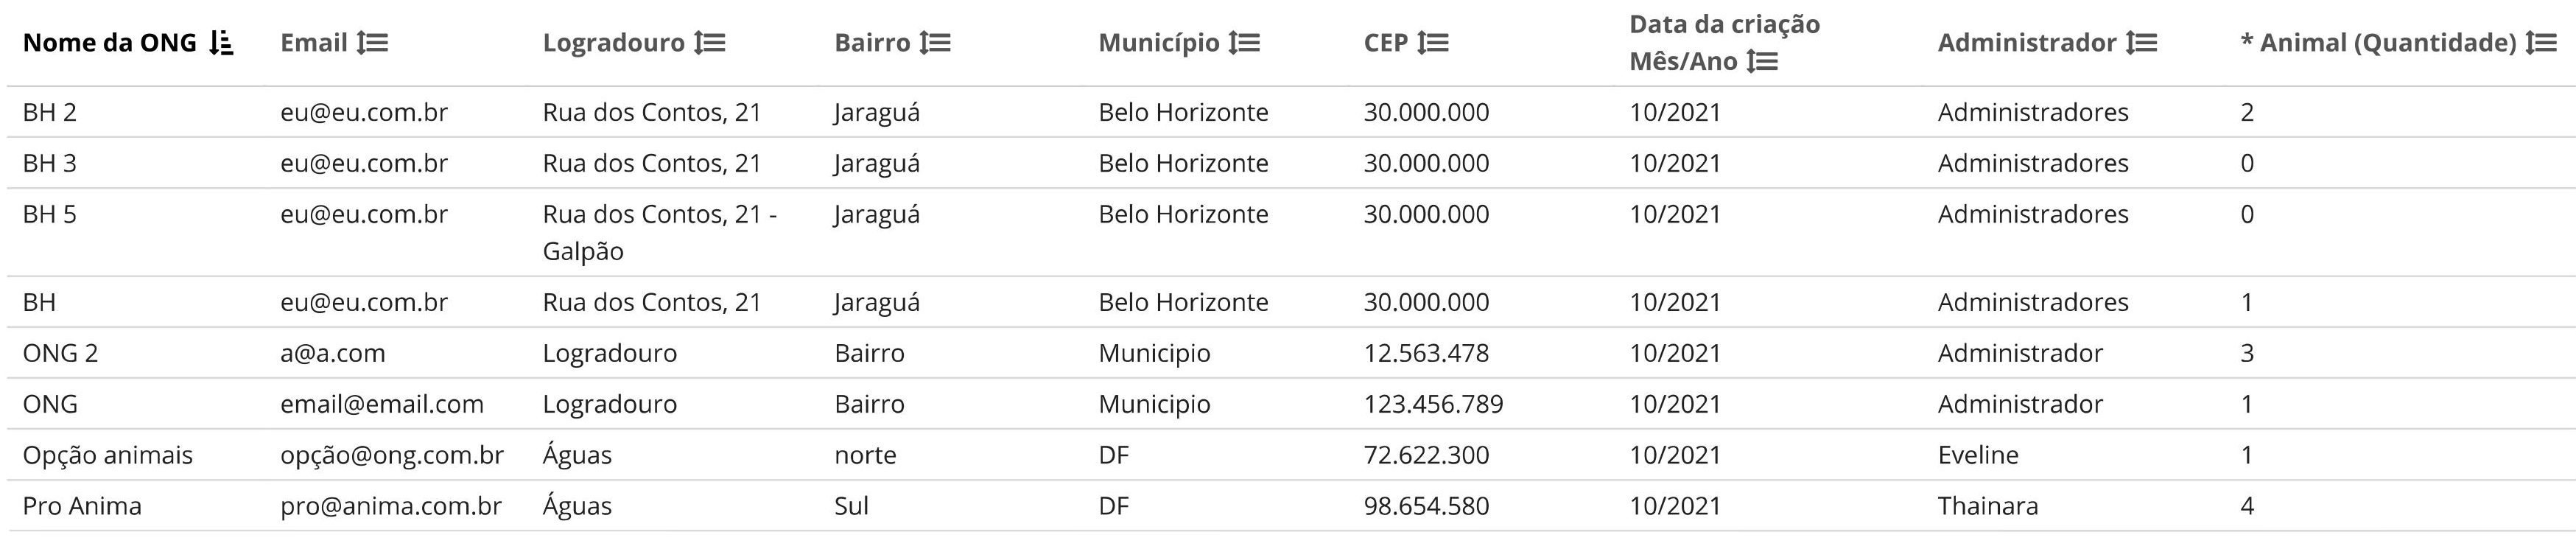 Nome da ONG Email Logradouro Bairro Município CEP Data da criação Mês/Ano Administrador * Animal (Quantidade)
BH 2 eu@eu.com.br Rua dos Contos, 21 Jaraguá Belo Horizonte 30.000.000 10/2021 Administradores 2
BH 3 eu@eu.com.br Rua dos Contos, 21 Jaraguá Belo Horizonte 30.000.000 10/2021 Administradores 0
BH 5 eu@eu.com.br Rua dos Contos, 21 - Jaraguá Belo Horizonte 30.000.000 10/2021 Administradores 0
Galpão
BH eu@eu.com.br Rua dos Contos, 21 Jaraguá Belo Horizonte 30.000.000 10/2021 Administradores 1
ONG 2 a@a.com Logradouro Bairro Municipio 12.563.478 10/2021 Administrador 3
ONG email@email.com Logradouro Bairro Municipio 123.456.789 10/2021 Administrador 1
Opção animais opção@ong.com.br Águas norte DF 72.622.300 10/2021 Eveline 1
Pro Anima pro@anima.com.br Águas Sul DF 98.654.580 10/2021 Thainara 4